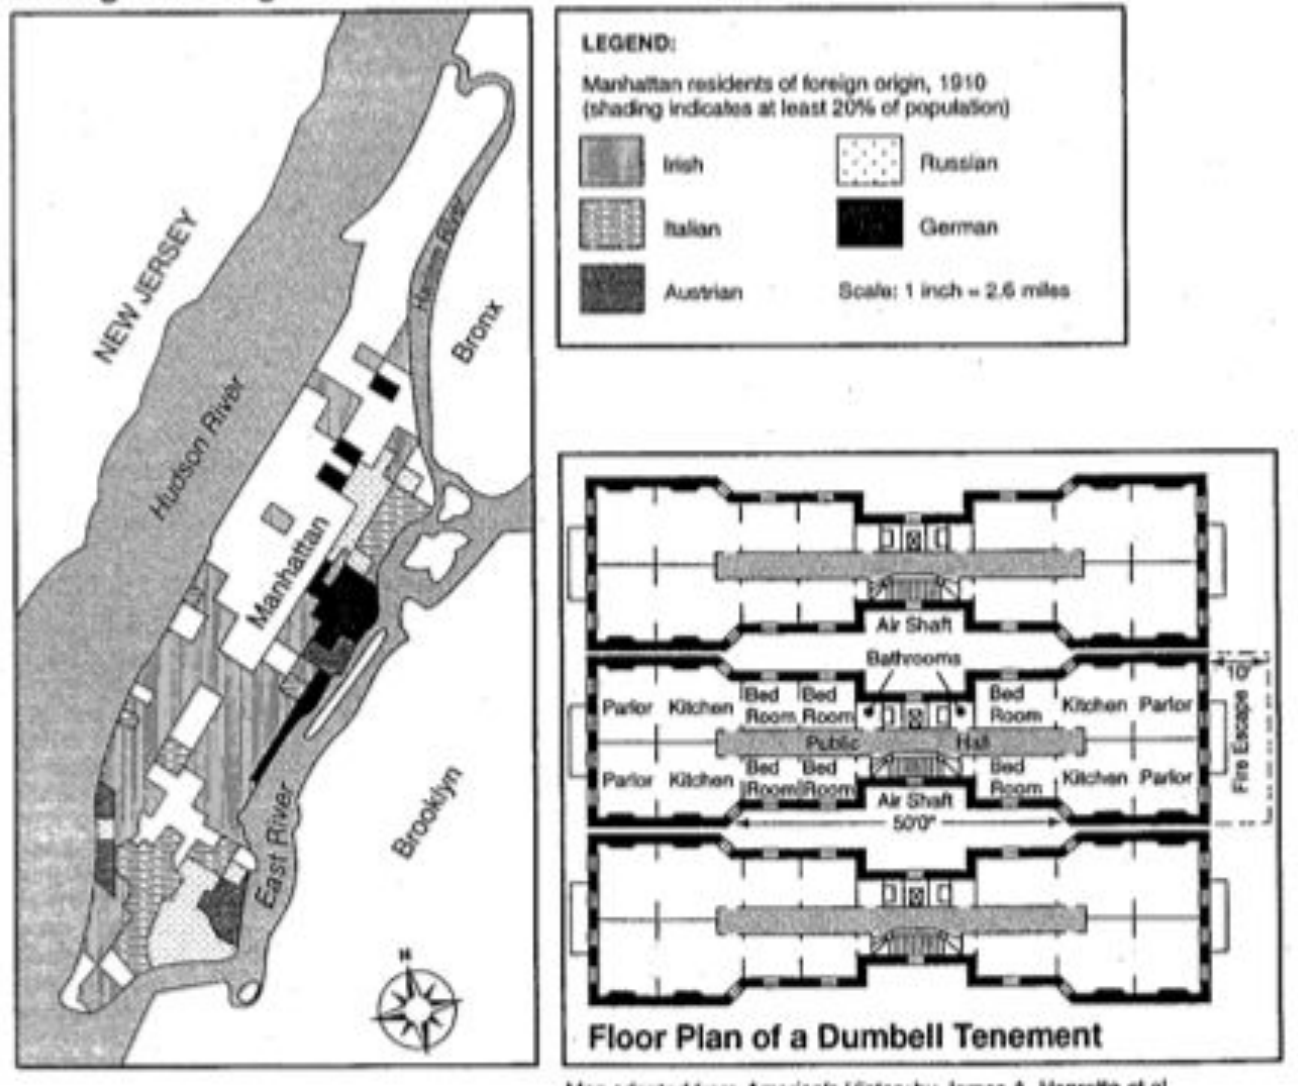 NEW JERSEY
Hudson River
Manhattan
Harlem River
Bronx
East River
Brooklyn
N
LEGEND:
Manhattan residents of foreign origin, 1910
(shading indicates at least 20% of population)
Irish
Russian
Italian
German
Austrian
Scale: 1 inch = 2.6 miles
Air Shaft
Bathrooms
Parlor Kitchen Bed Room Bed Room Bed Room Kitchen Parlor
Public Hall
Parlor Kitchen Bed Room Bed Room Bed Room Kitchen Parlor
Air Shaft
50'0"
10'
Fire Escape
Floor Plan of a Dumbell Tenement